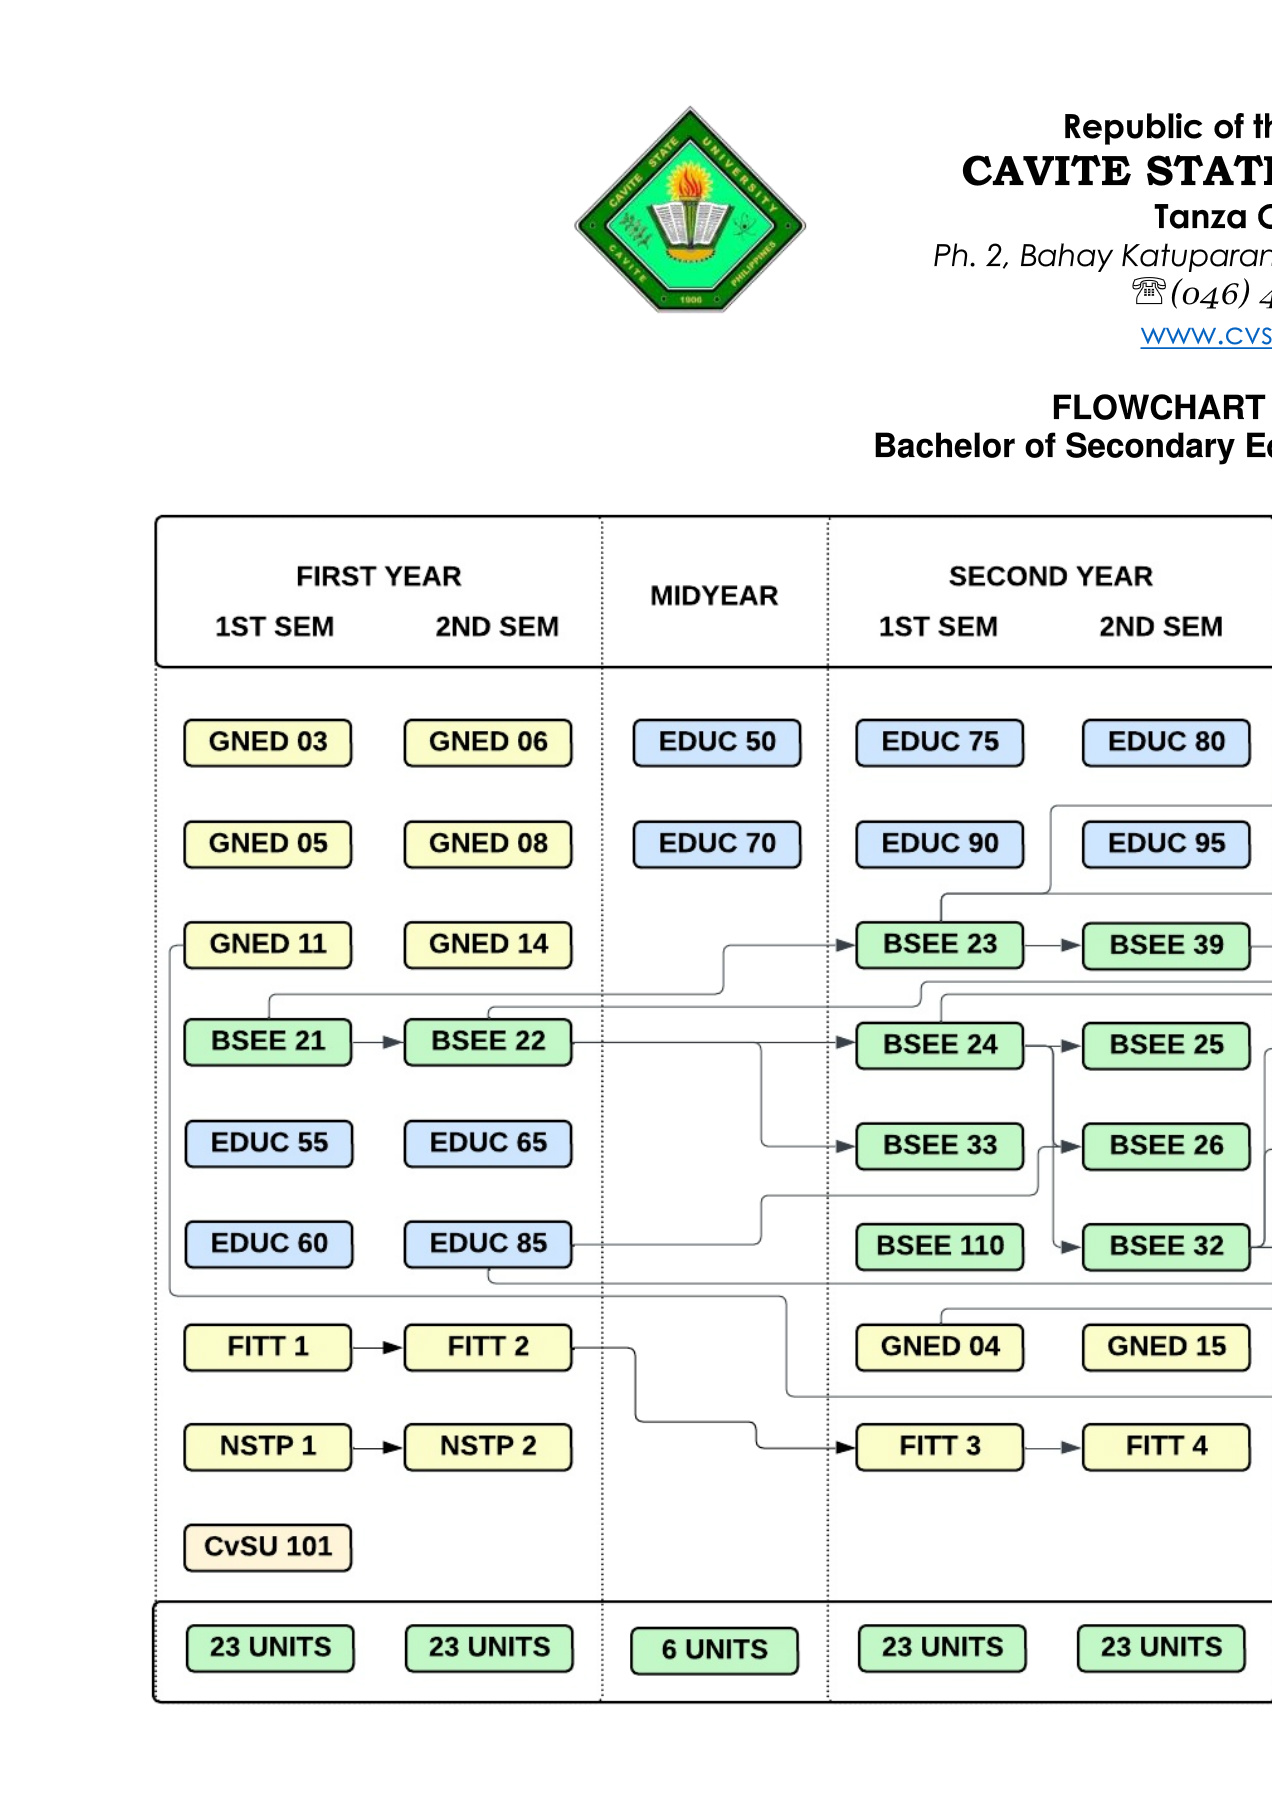 CAVITE STATE UNIVERSITY
CAVITE PHILIPPINES
1906
Republic of th
CAVITE STATE
Tanza C
Ph. 2, Bahay Katuparan
☏(046) 4
www.cvs
FLOWCHART
Bachelor of Secondary Ed
FIRST YEAR
1ST SEM 2ND SEM
MIDYEAR
SECOND YEAR
1ST SEM 2ND SEM
GNED 03 GNED 06 EDUC 50 EDUC 75 EDUC 80
GNED 05 GNED 08 EDUC 70 EDUC 90 EDUC 95
GNED 11 GNED 14 BSEE 23 BSEE 39
BSEE 21 BSEE 22 BSEE 24 BSEE 25
EDUC 55 EDUC 65 BSEE 33 BSEE 26
EDUC 60 EDUC 85 BSEE 110 BSEE 32
FITT 1 FITT 2 GNED 04 GNED 15
NSTP 1 NSTP 2 FITT 3 FITT 4
CvSU 101
23 UNITS 23 UNITS 6 UNITS 23 UNITS 23 UNITS